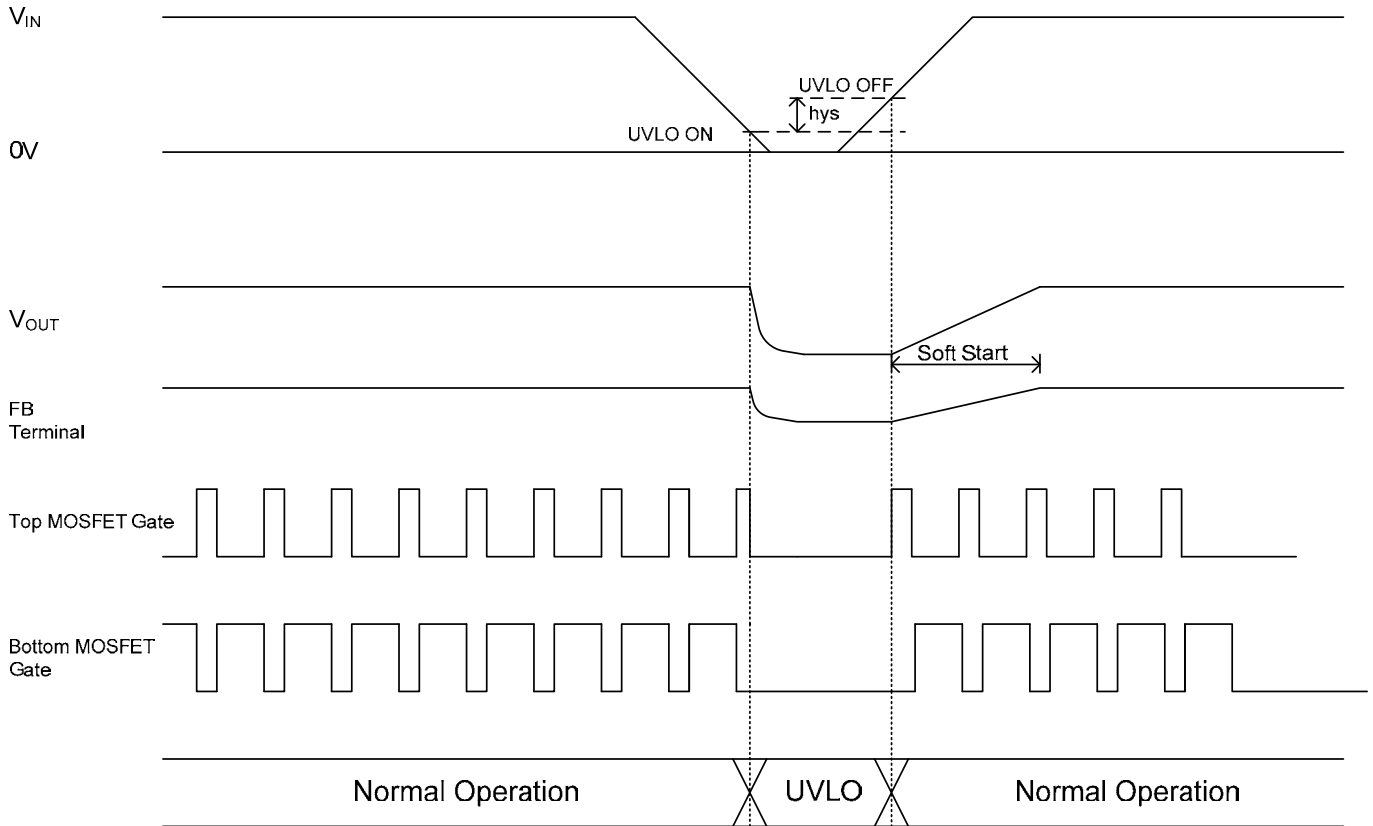 VIN
UVLO OFF
hys
UVLO ON
0V
VOUT
Soft Start
FB
Terminal
Top MOSFET Gate
Bottom MOSFET
Gate
Normal Operation
UVLO
Normal Operation